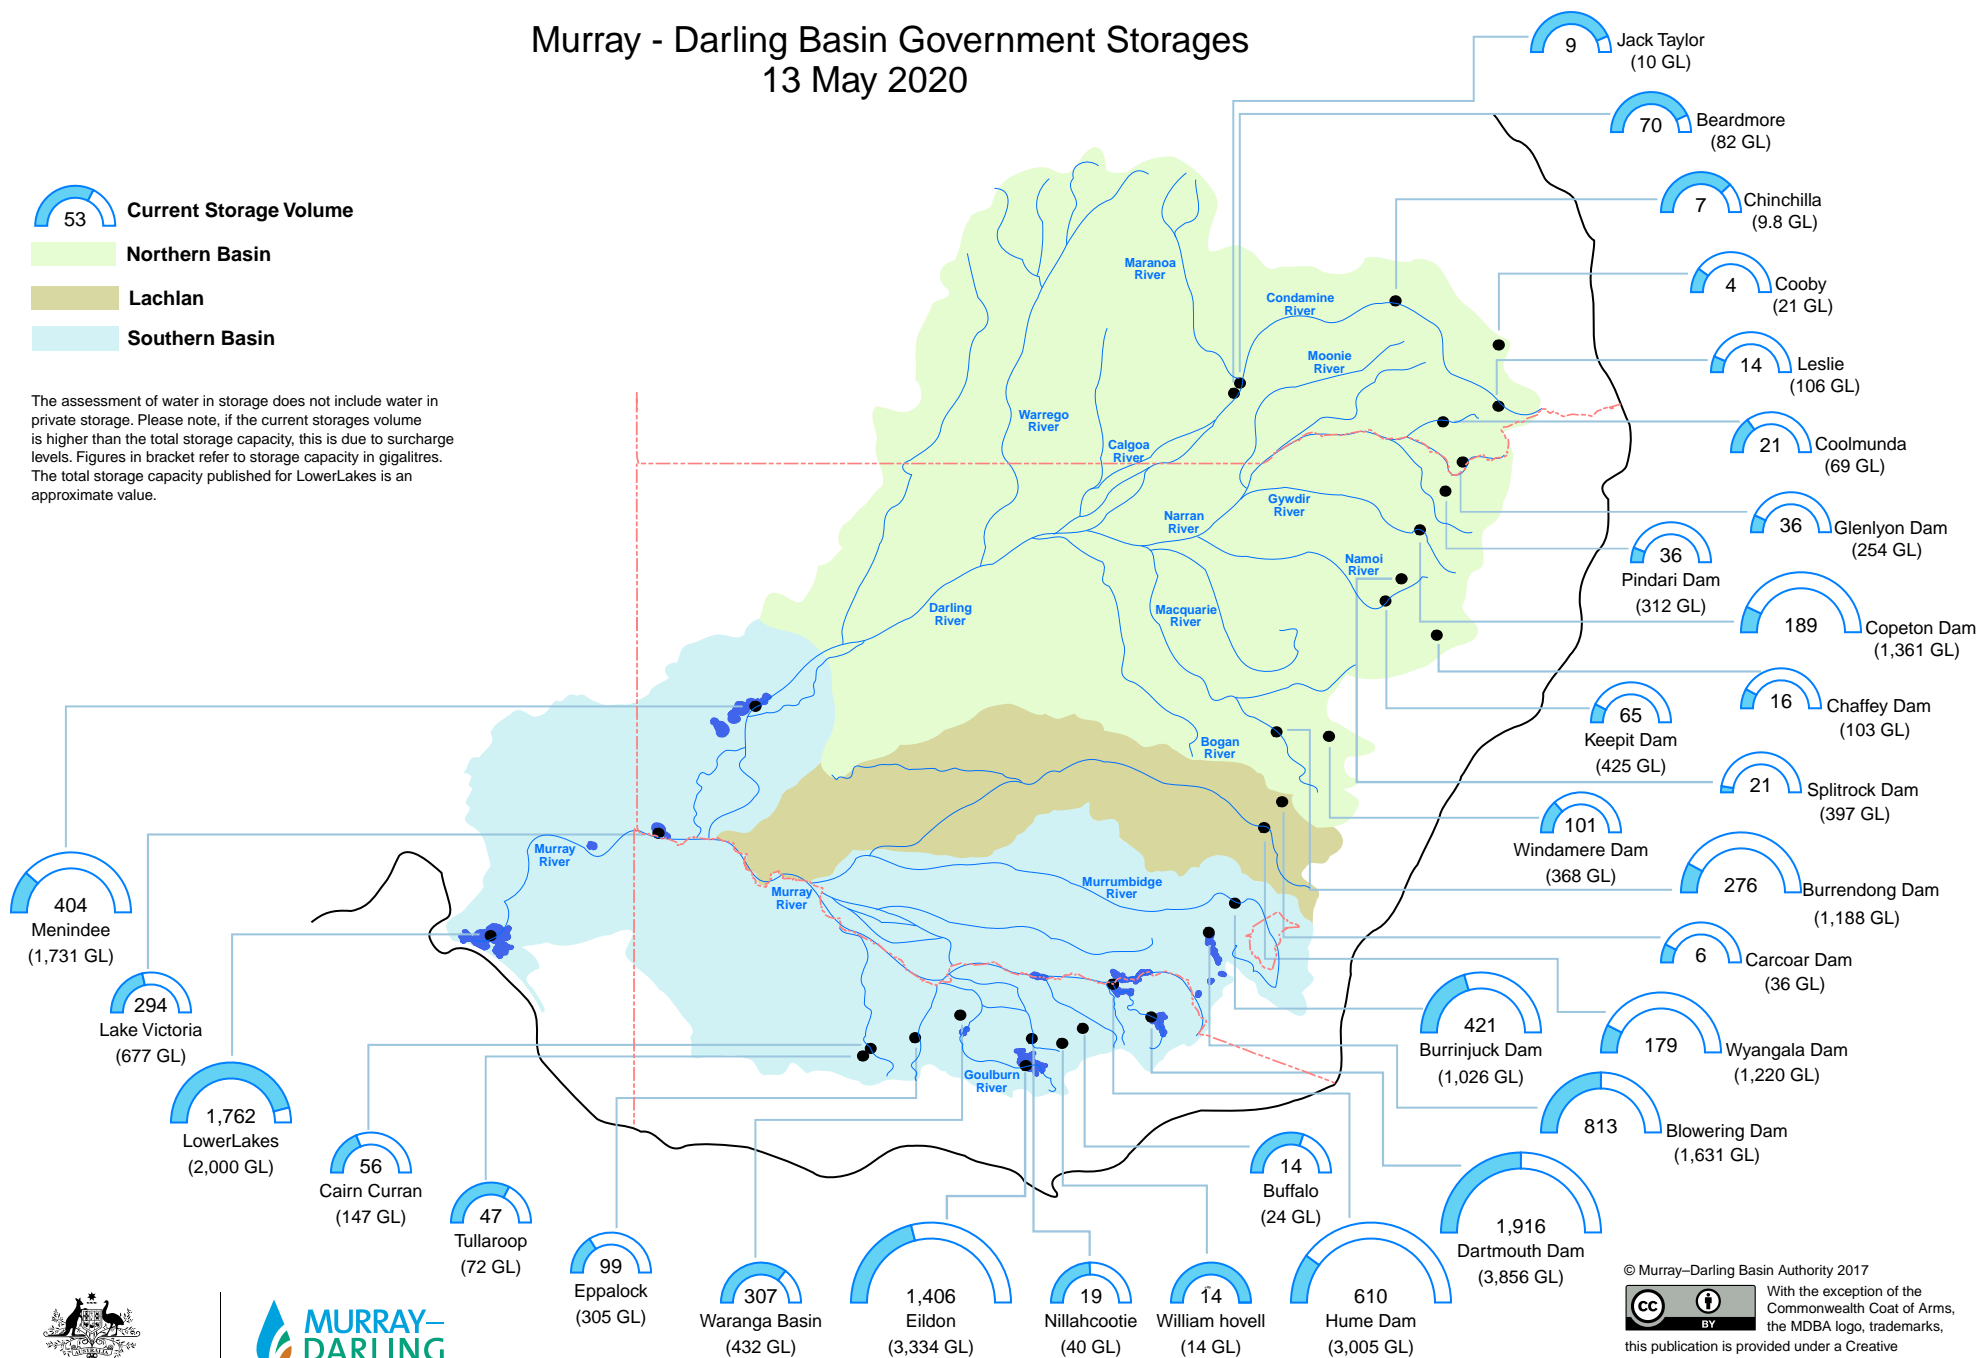 Murray - Darling Basin Government Storages
13 May 2020
53
Current Storage Volume
Northern Basin
Lachlan
Southern Basin
The assessment of water in storage does not include water in
private storage. Please note, if the current storages volume
is higher than the total storage capacity, this is due to surcharge
levels. Figures in bracket refer to storage capacity in gigalitres.
The total storage capacity published for LowerLakes is an
approximate value.
9
Jack Taylor
(10 GL)
70
Beardmore
(82 GL)
7
Chinchilla
(9.8 GL)
4
Cooby
(21 GL)
14
Leslie
(106 GL)
21
Coolmunda
(69 GL)
36
Glenlyon Dam
(254 GL)
36
Pindari Dam
(312 GL)
189
Copeton Dam
(1,361 GL)
16
Chaffey Dam
(103 GL)
65
Keepit Dam
(425 GL)
21
Splitrock Dam
(397 GL)
101
Windamere Dam
(368 GL)
276
Burrendong Dam
(1,188 GL)
6
Carcoar Dam
(36 GL)
421
Burrinjuck Dam
(1,026 GL)
179
Wyangala Dam
(1,220 GL)
813
Blowering Dam
(1,631 GL)
1,916
Dartmouth Dam
(3,856 GL)
Maranoa
River
Condamine
River
Moonie
River
Warrego
River
Calgoa
River
Gywdir
River
Narran
River
Namoi
River
Darling
River
Macquarie
River
Bogan
River
Murray
River
Murray
River
Murrumbidge
River
Goulburn
River
404
Menindee
(1,731 GL)
294
Lake Victoria
(677 GL)
1,762
LowerLakes
(2,000 GL)
56
Cairn Curran
(147 GL)
47
Tullaroop
(72 GL)
99
Eppalock
(305 GL)
307
Waranga Basin
(432 GL)
1,406
Eildon
(3,334 GL)
19
Nillahcootie
(40 GL)
14
William hovell
(14 GL)
14
Buffalo
(24 GL)
610
Hume Dam
(3,005 GL)
AUSTRALIA
MURRAY–
DARLING
© Murray–Darling Basin Authority 2017
cc
BY
With the exception of the
Commonwealth Coat of Arms,
the MDBA logo, trademarks,
this publication is provided under a Creative